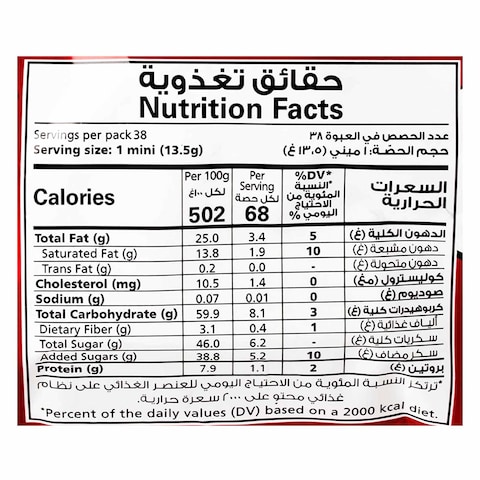 حقائق تغذوية
Nutrition Facts
Servings per pack 38 عدد الحصص في العبوة ٣٨
Serving size: 1 mini (13.5g) حجم الحصّة: ١ ميني (١٣,٥ غ)
Calories Per 100g لكل ١٠٠غ 502 Per Serving لكل حصة 68 %DV* النسبة المئوية من الاحتياج اليومي % السعرات الحرارية
Total Fat (g) 25.0 3.4 5 الدهون الكلية (غ)
Saturated Fat (g) 13.8 1.9 10 دهون مشبعة (غ)
Trans Fat (g) 0.2 0.0 - دهون متحولة (غ)
Cholesterol (mg) 10.5 1.4 0 كوليسترول (مغ)
Sodium (g) 0.07 0.01 0 صوديوم (غ)
Total Carbohydrate (g) 59.9 8.1 3 كربوهيدرات كلية (غ)
Dietary Fiber (g) 3.1 0.4 1 ألياف غذائية (غ)
Total Sugar (g) 46.0 6.2 - سكريات كلية (غ)
Added Sugars (g) 38.8 5.2 10 سكر مضاف (غ)
Protein (g) 7.9 1.1 2 بروتين (غ)
*ترتكز النسبة المئوية من الاحتياج اليومي للعنصر الغذائي على نظام
غذائي محتو على ٢٠٠٠ سعرة حرارية.
*Percent of the daily values (DV) based on a 2000 kcal diet.